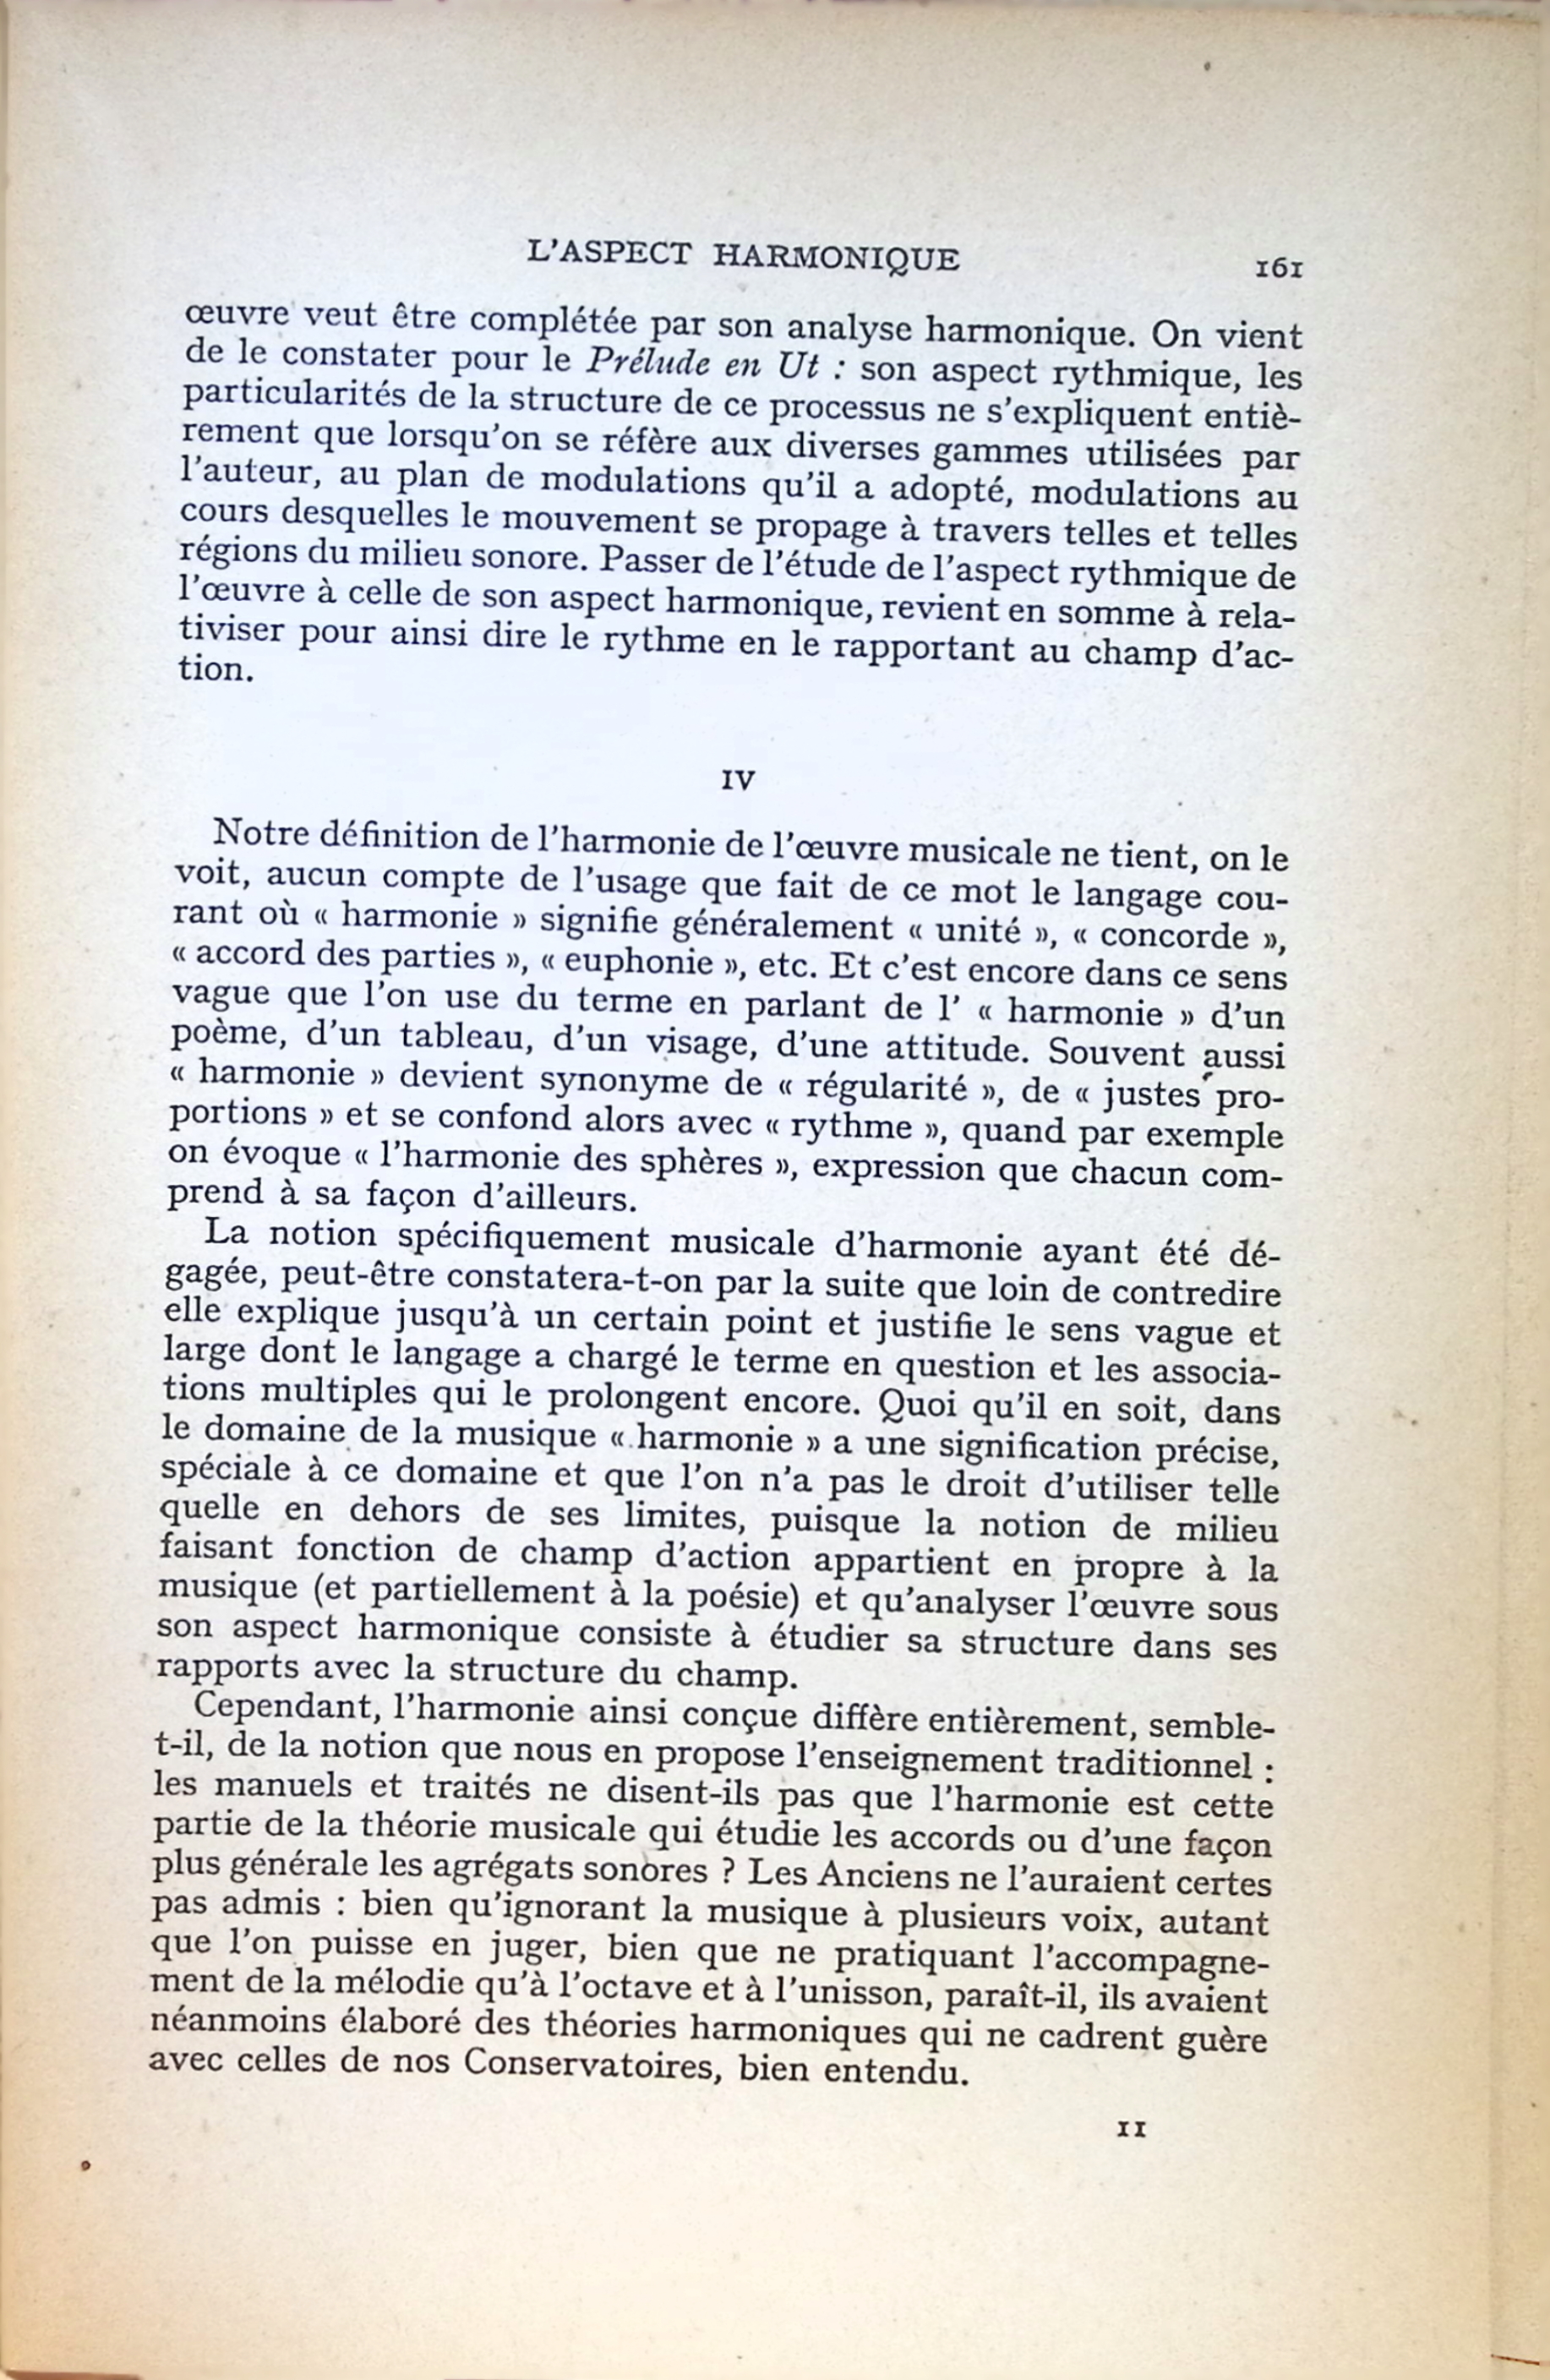 L'ASPECT HARMONIQUE 161
œuvre veut être complétée par son analyse harmonique. On vient
de le constater pour le Prélude en Ut : son aspect rythmique, les
particularités de la structure de ce processus ne s'expliquent entiè-
rement que lorsqu'on se réfère aux diverses gammes utilisées par
l'auteur, au plan de modulations qu'il a adopté, modulations au
cours desquelles le mouvement se propage à travers telles et telles
régions du milieu sonore. Passer de l'étude de l'aspect rythmique de
l'œuvre à celle de son aspect harmonique, revient en somme à rela-
tiviser pour ainsi dire le rythme en le rapportant au champ d'ac-
tion.
IV
Notre définition de l'harmonie de l'œuvre musicale ne tient, on le
voit, aucun compte de l'usage que fait de ce mot le langage cou-
rant où « harmonie » signifie généralement « unité », « concorde »,
« accord des parties », « euphonie », etc. Et c'est encore dans ce sens
vague que l'on use du terme en parlant de l' « harmonie » d'un
poème, d'un tableau, d'un visage, d'une attitude. Souvent aussi
« harmonie » devient synonyme de « régularité », de « justes pro-
portions » et se confond alors avec « rythme », quand par exemple
on évoque « l'harmonie des sphères », expression que chacun com-
prend à sa façon d'ailleurs.
La notion spécifiquement musicale d'harmonie ayant été dé-
gagée, peut-être constatera-t-on par la suite que loin de contredire
elle explique jusqu'à un certain point et justifie le sens vague et
large dont le langage a chargé le terme en question et les associa-
tions multiples qui le prolongent encore. Quoi qu'il en soit, dans
le domaine de la musique « harmonie » a une signification précise,
spéciale à ce domaine et que l'on n'a pas le droit d'utiliser telle
quelle en dehors de ses limites, puisque la notion de milieu
faisant fonction de champ d'action appartient en propre à la
musique (et partiellement à la poésie) et qu'analyser l'œuvre sous
son aspect harmonique consiste à étudier sa structure dans ses
rapports avec la structure du champ.
Cependant, l'harmonie ainsi conçue diffère entièrement, semble-
t-il, de la notion que nous en propose l'enseignement traditionnel :
les manuels et traités ne disent-ils pas que l'harmonie est cette
partie de la théorie musicale qui étudie les accords ou d'une façon
plus générale les agrégats sonores ? Les Anciens ne l'auraient certes
pas admis : bien qu'ignorant la musique à plusieurs voix, autant
que l'on puisse en juger, bien que ne pratiquant l'accompagne-
ment de la mélodie qu'à l'octave et à l'unisson, paraît-il, ils avaient
néanmoins élaboré des théories harmoniques qui ne cadrent guère
avec celles de nos Conservatoires, bien entendu.
11